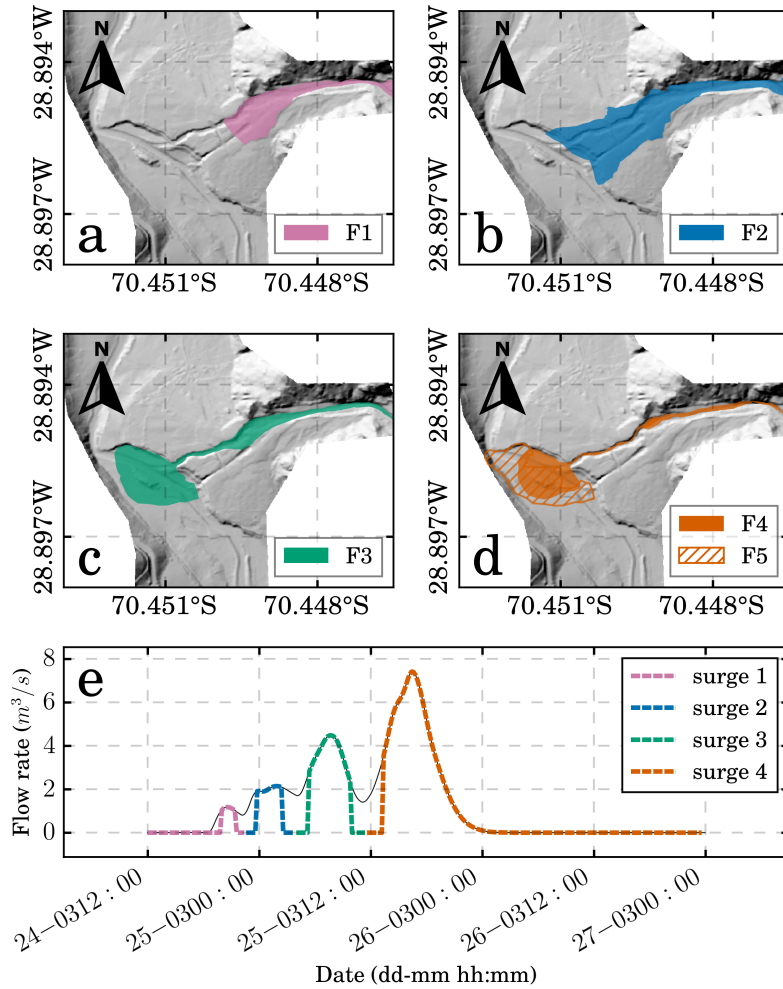 N
N
28.894°W
28.897°W
a
F1
28.894°W
28.897°W
b
F2
70.451°S
70.448°S
70.451°S
70.448°S
N
N
28.894°W
28.897°W
c
F3
28.894°W
28.897°W
d
F4
F5
70.451°S
70.448°S
70.451°S
70.448°S
e
Flow rate (m³/s)
8
6
4
2
0
surge 1
surge 2
surge 3
surge 4
24−0312 : 00
25−0300 : 00
25−0312 : 00
26−0300 : 00
26−0312 : 00
27−0300 : 00
Date (dd-mm hh:mm)